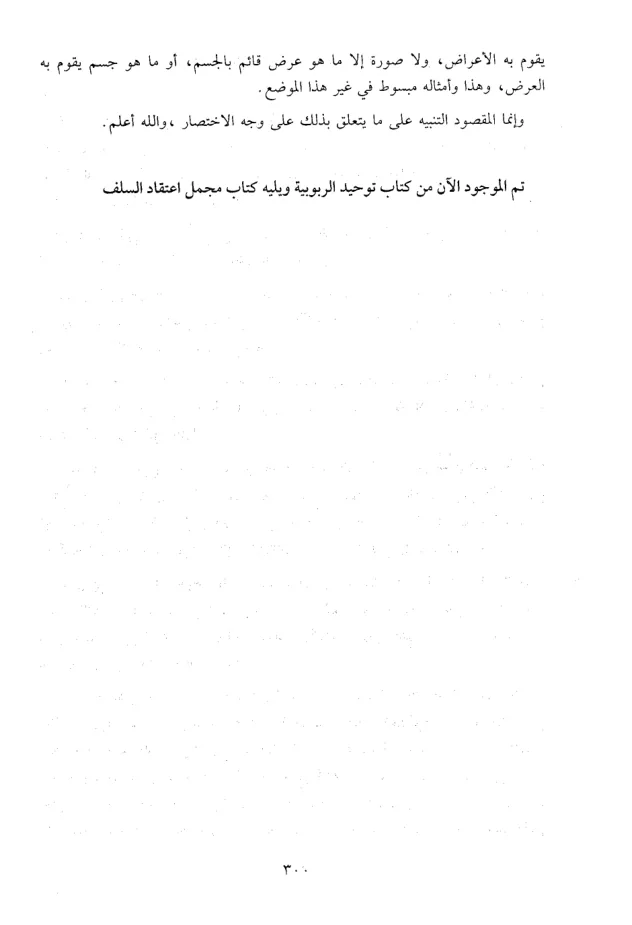 يقوم به الأعراض، ولا صورة إلا ما هو عرض قائم بالجسم، أو ما هو جسم يقوم به
العرض، وهذا وأمثاله مبسوط في غير هذا الموضع.
وإنما المقصود التنبيه على ما يتعلق بذلك على وجه الاختصار ،والله أعلم.
تم الموجود الآن من كتاب توحيد الربوبية ويليه كتاب مجمل اعتقاد السلف
٣٠٠